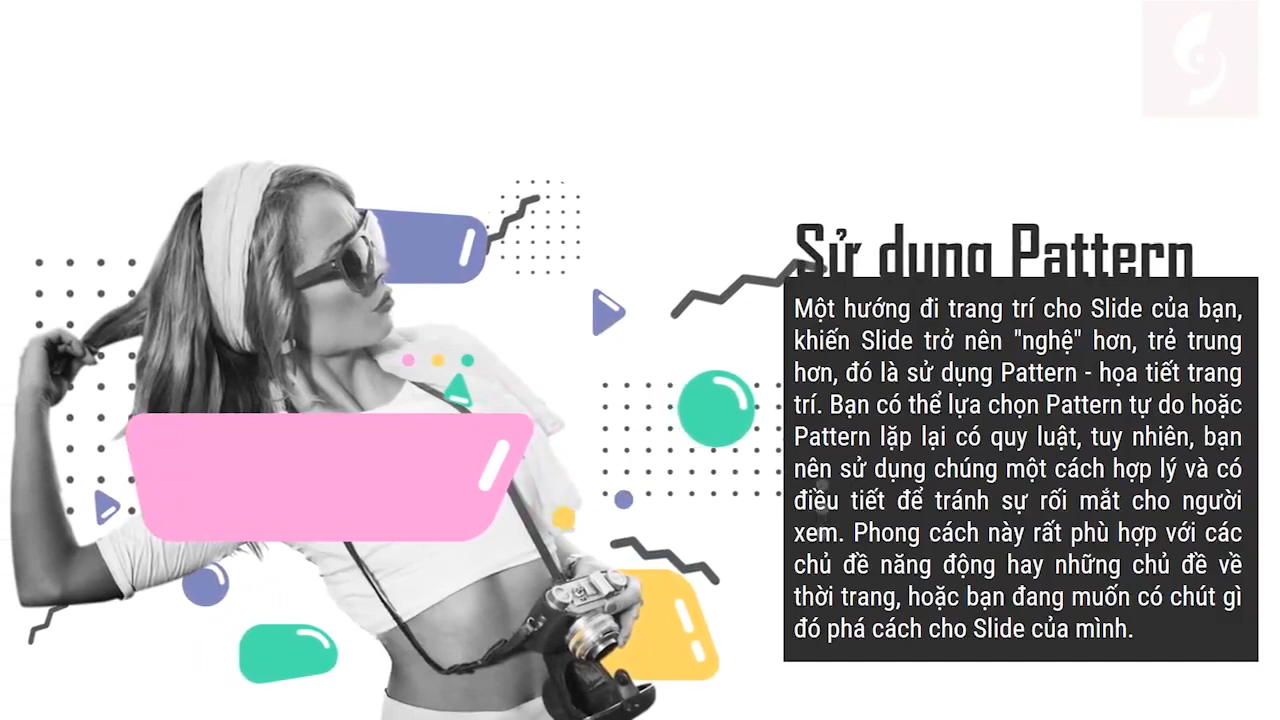 Sử dụng Pattern
Một hướng đi trang trí cho Slide của bạn,
khiến Slide trở nên "nghệ" hơn, trẻ trung
hơn, đó là sử dụng Pattern - họa tiết trang
trí. Bạn có thể lựa chọn Pattern tự do hoặc
Pattern lặp lại có quy luật, tuy nhiên, bạn
nên sử dụng chúng một cách hợp lý và có
điều tiết để tránh sự rối mắt cho người
xem. Phong cách này rất phù hợp với các
chủ đề năng động hay những chủ đề về
thời trang, hoặc bạn đang muốn có chút gì
đó phá cách cho Slide của mình.